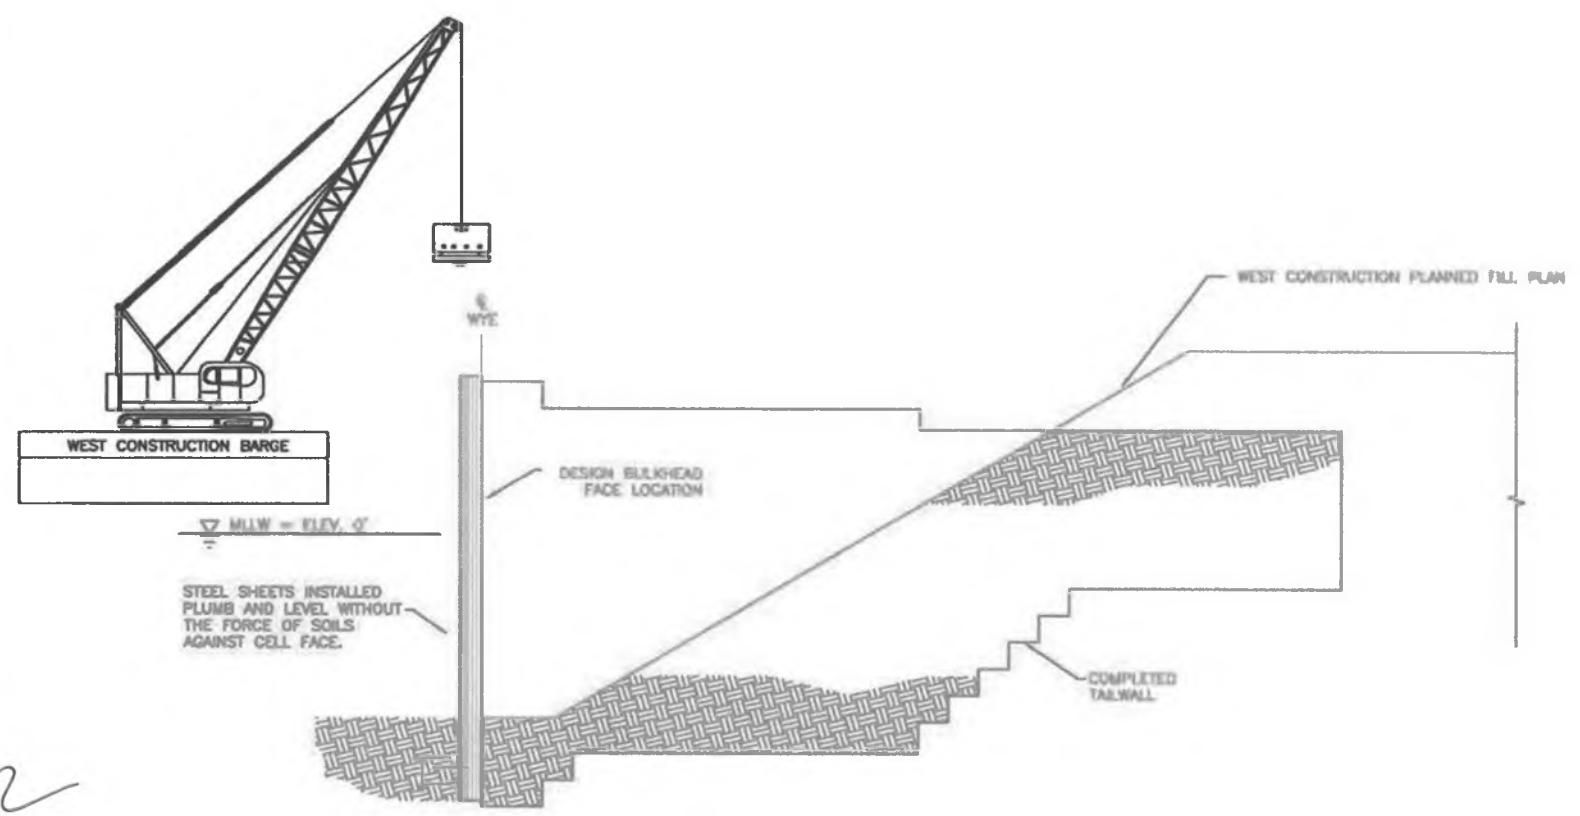 WEST CONSTRUCTION PLANNED FILL PLAN
℄
WYE
WEST CONSTRUCTION BARGE
DESIGN BULKHEAD
FACE LOCATION
MLLW = ELEV. 0'
STEEL SHEETS INSTALLED
PLUMB AND LEVEL WITHOUT
THE FORCE OF SOILS
AGAINST CELL FACE.
COMPLETED
TAILWALL